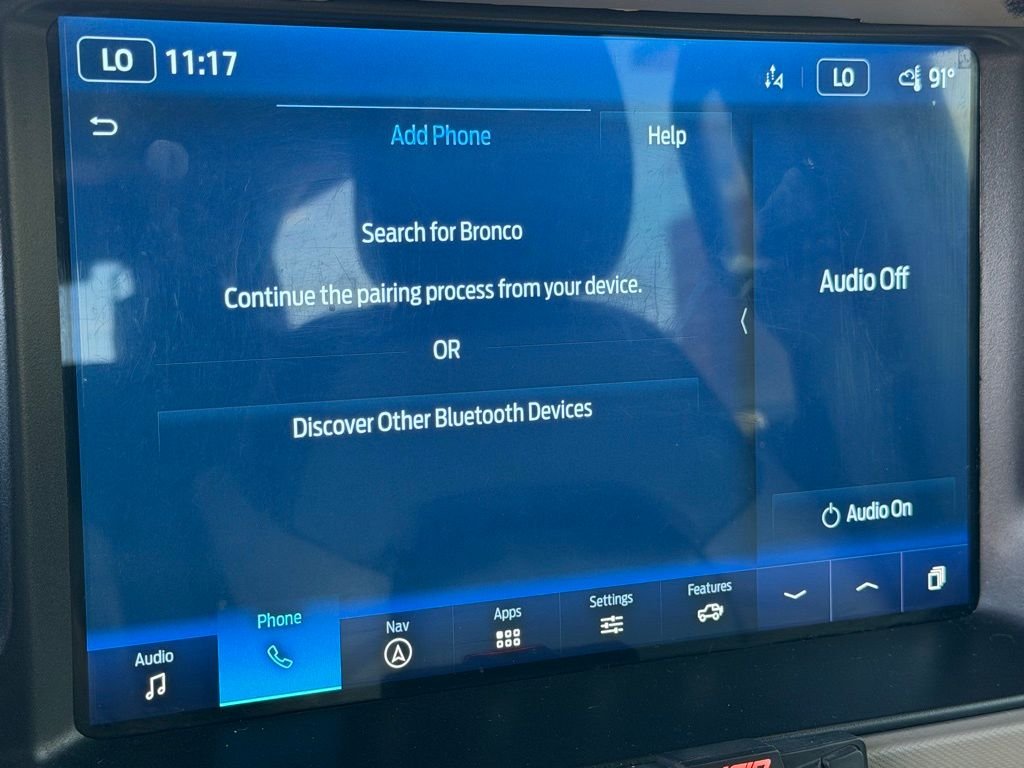 LO 11:17
LO 91°
Add Phone Help
Search for Bronco
Continue the pairing process from your device.
Audio Off
OR
Discover Other Bluetooth Devices
Audio On
Audio
Phone
Nav
Apps
Settings
Features